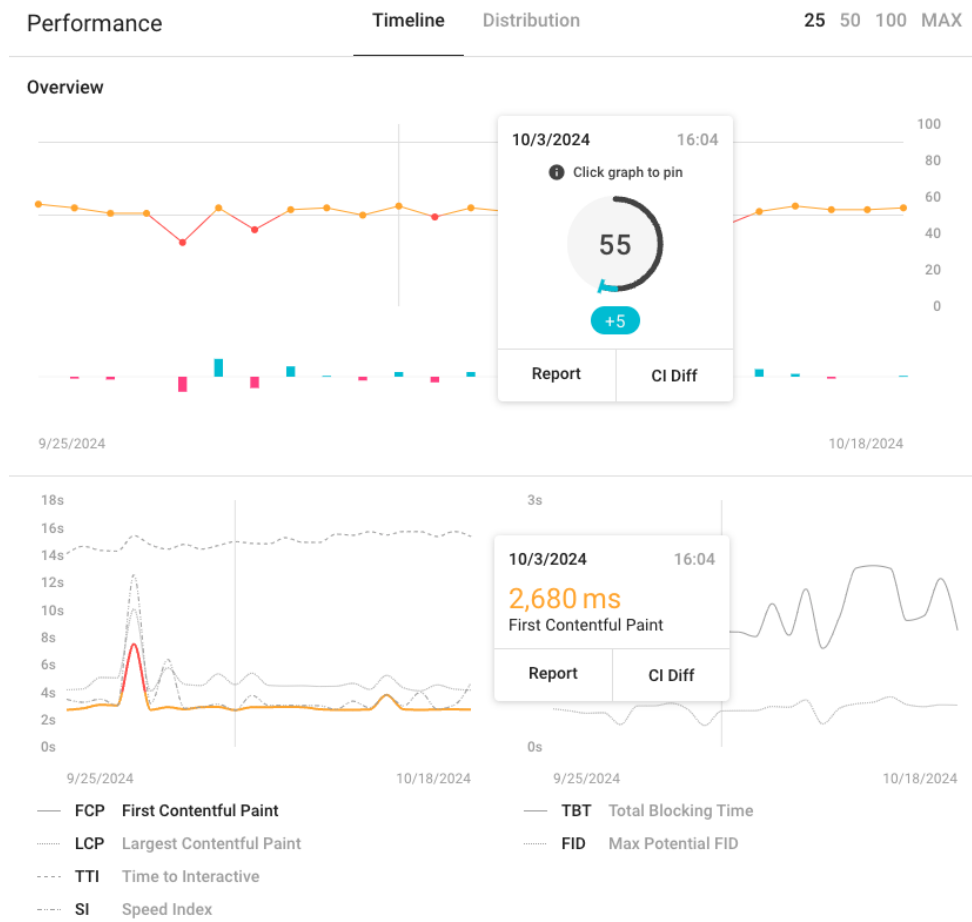 Performance
Timeline
Distribution
25 50 100 MAX
Overview
100
80
60
40
20
0
10/3/2024 16:04
Click graph to pin
55
+5
Report
CI Diff
9/25/2024
10/18/2024
18s
16s
14s
12s
10s
8s
6s
4s
2s
0s
9/25/2024
10/18/2024
3s
0s
10/3/2024 16:04
2,680 ms
First Contentful Paint
Report
CI Diff
9/25/2024
10/18/2024
FCP First Contentful Paint
LCP Largest Contentful Paint
TTI Time to Interactive
SI Speed Index
TBT Total Blocking Time
FID Max Potential FID